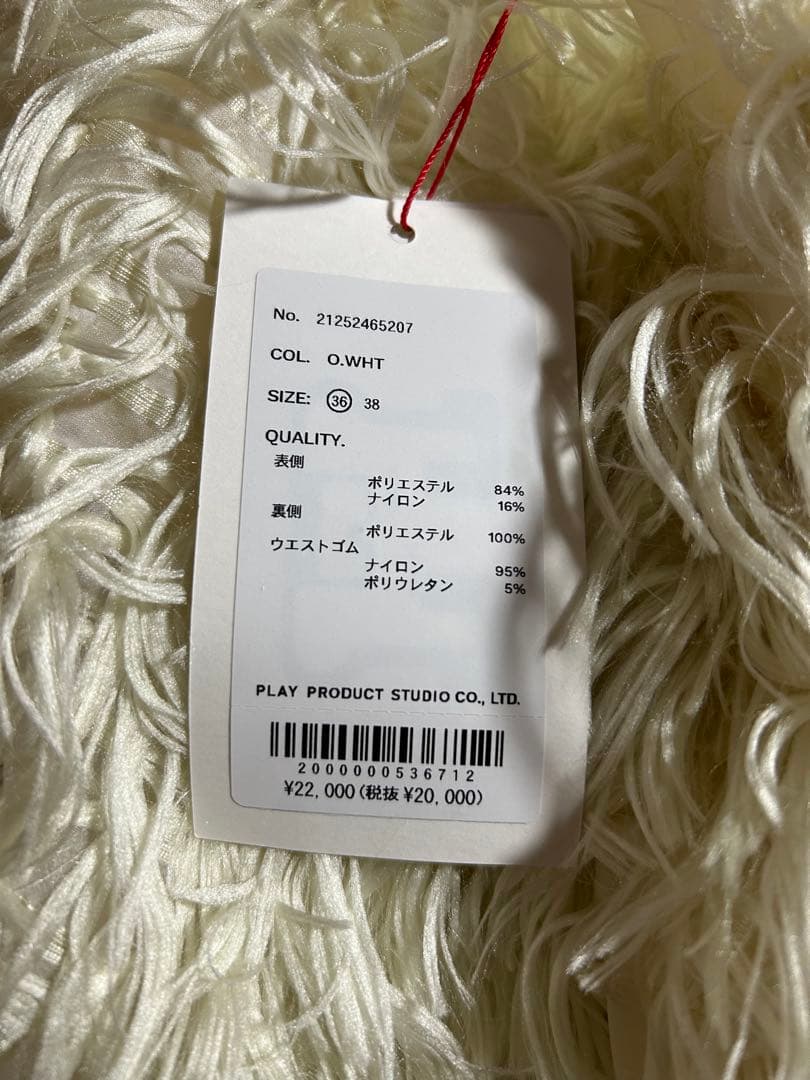 No. 21252465207
COL. O.WHT
SIZE: 36 38
QUALITY.
表側
ポリエステル 84%
ナイロン 16%
裏側
ポリエステル 100%
ウエストゴム
ナイロン 95%
ポリウレタン 5%
PLAY PRODUCT STUDIO CO., LTD.
2000000536712
¥22,000(税抜¥20,000)